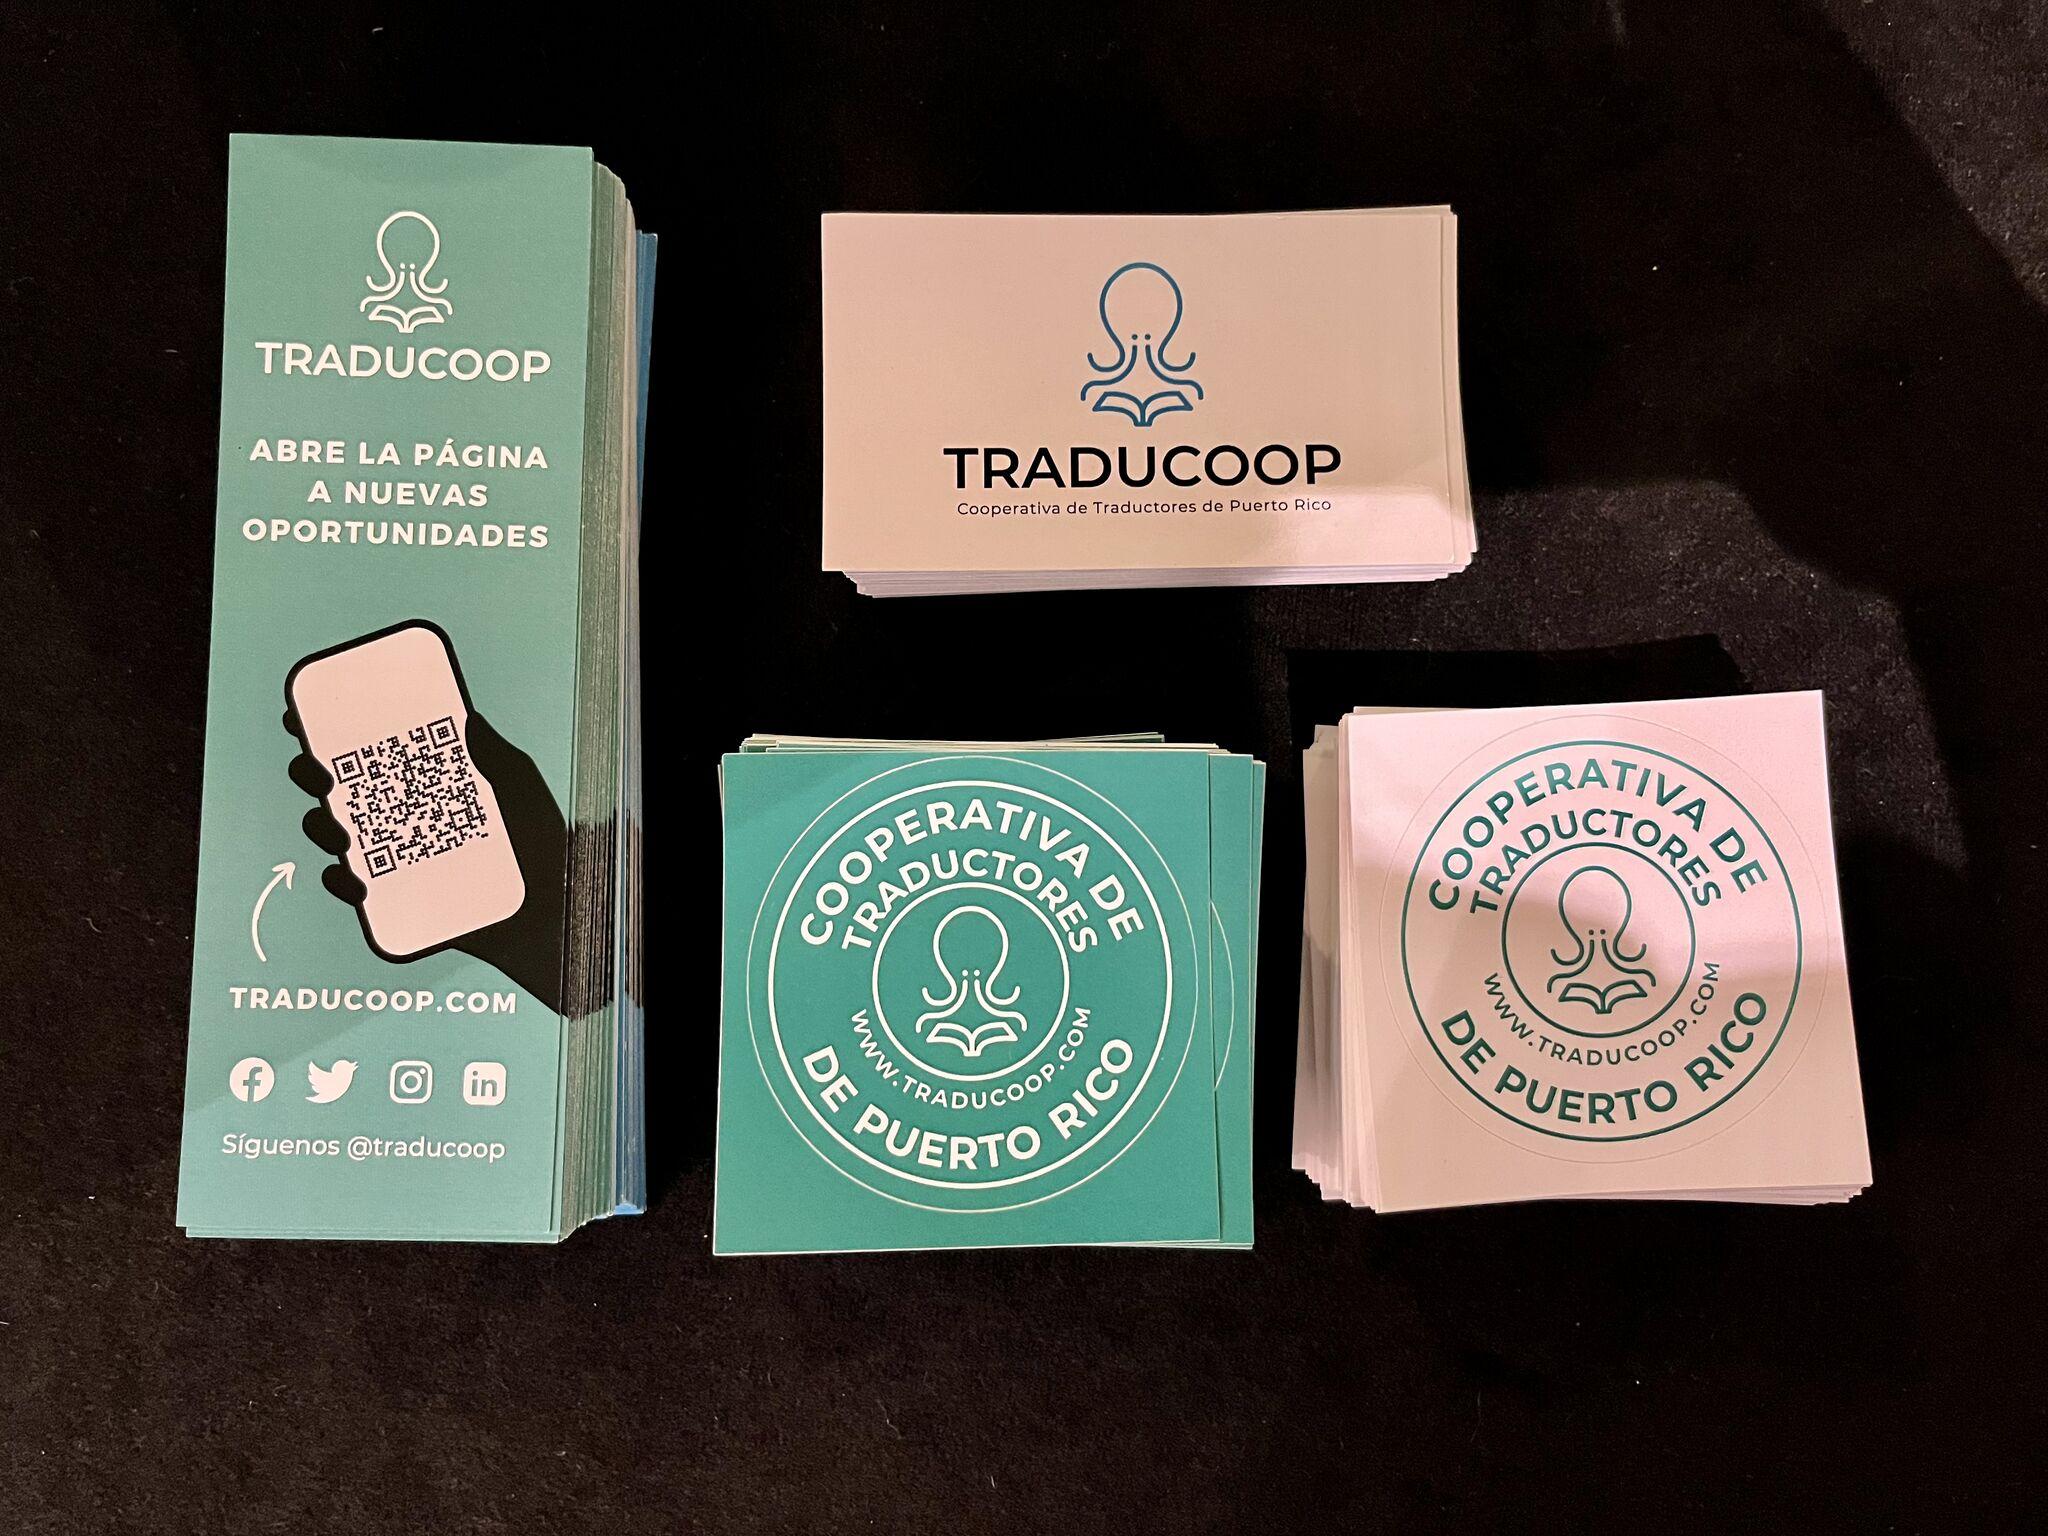 TRADUCOOP
ABRE LA PÁGINA
A NUEVAS
OPORTUNIDADES
TRADUCOOP.COM
Síguenos @traducoop
TRADUCOOP
Cooperativa de Traductores de Puerto Rico
COOPERATIVA DE
TRADUCTORES
WWW.TRADUCOOP.COM
DE PUERTO RICO
COOPERATIVA DE
TRADUCTORES
WWW.TRADUCOOP.COM
DE PUERTO RICO